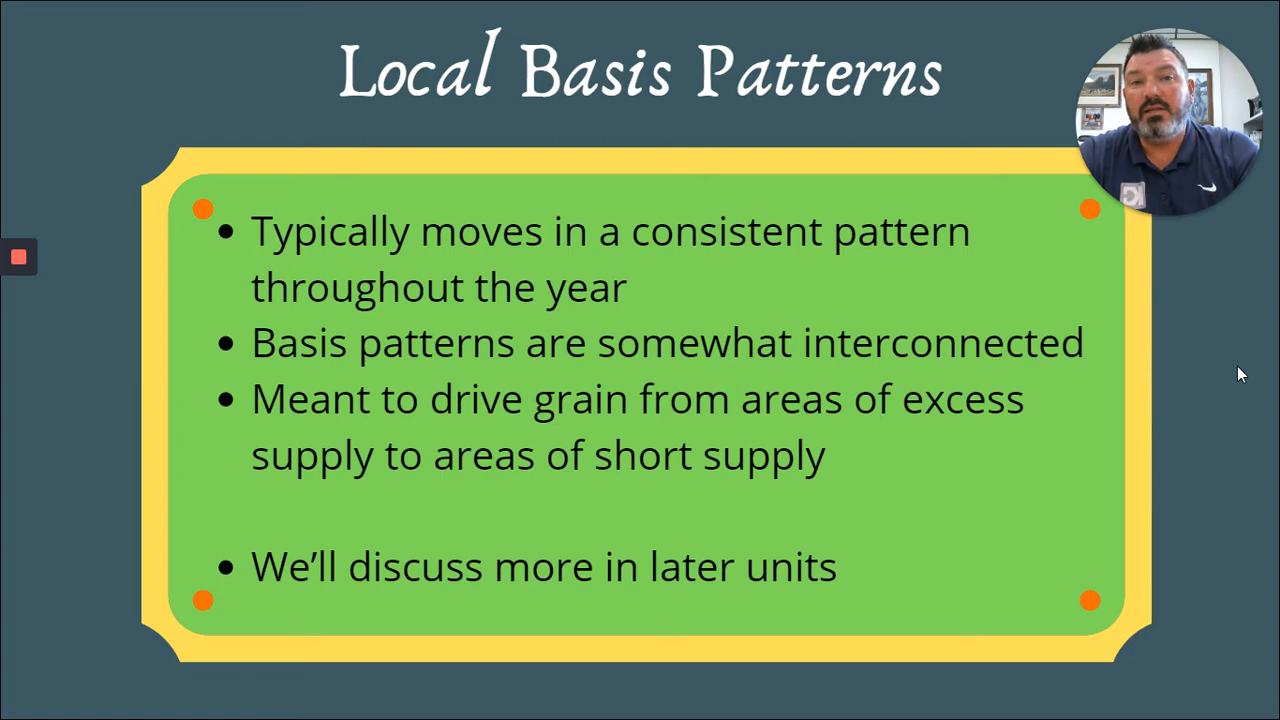 Local Basis Patterns
• Typically moves in a consistent pattern
throughout the year
• Basis patterns are somewhat interconnected
• Meant to drive grain from areas of excess
supply to areas of short supply
• We’ll discuss more in later units